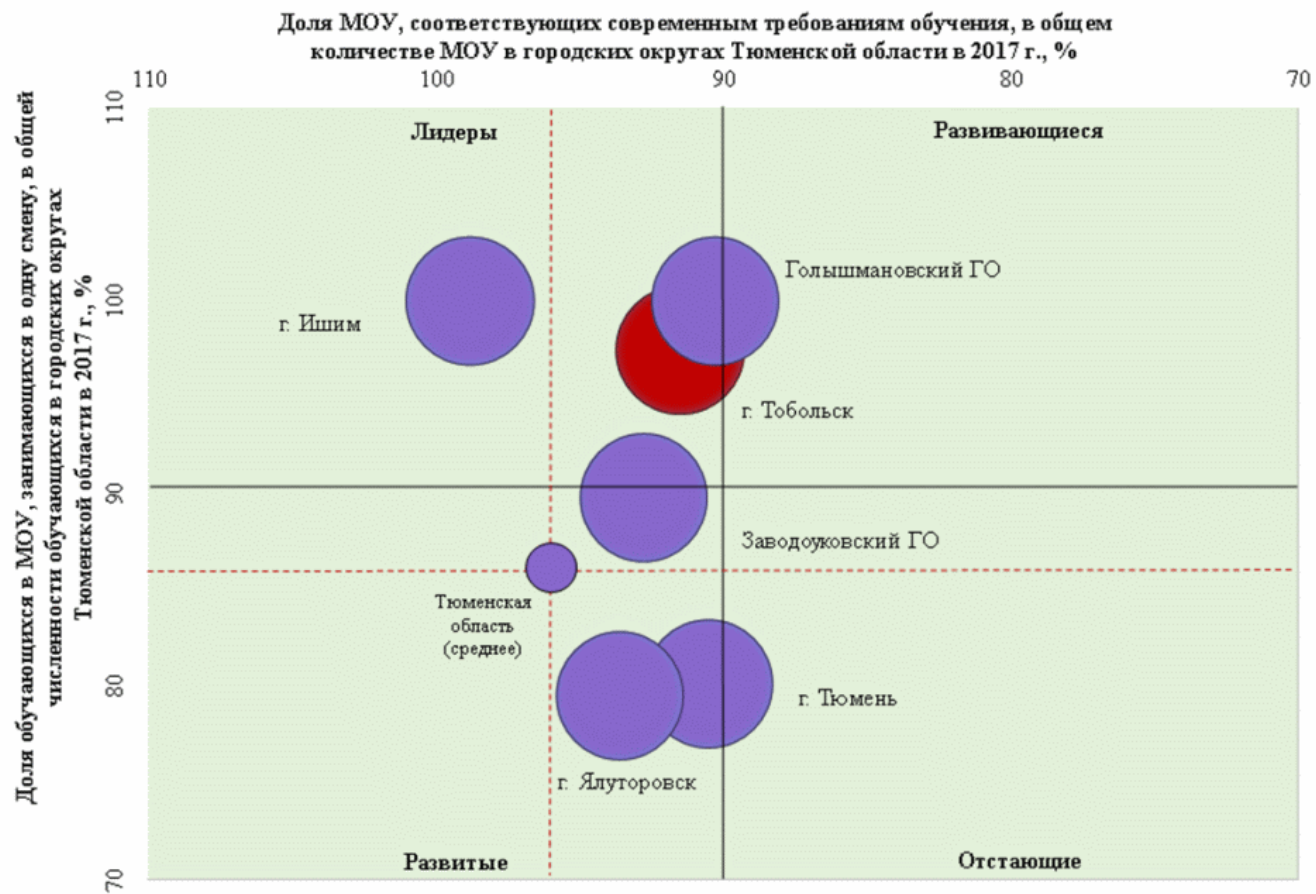 Доля МОУ, соответствующих современным требованиям обучения, в общем
количестве МОУ в городских округах Тюменской области в 2017 г., %
110
100
90
80
70
Доля обучающихся в МОУ, занимающихся в одну смену, в общей
численности обучающихся в городских округах
Тюменской области в 2017 г., %
110
100
90
80
70
Лидеры
Развивающиеся
Голышмановский ГО
г. Ишим
г. Тобольск
Заводоуковский ГО
Тюменская
область
(среднее)
г. Тюмень
г. Ялуторовск
Развитые
Отстающие